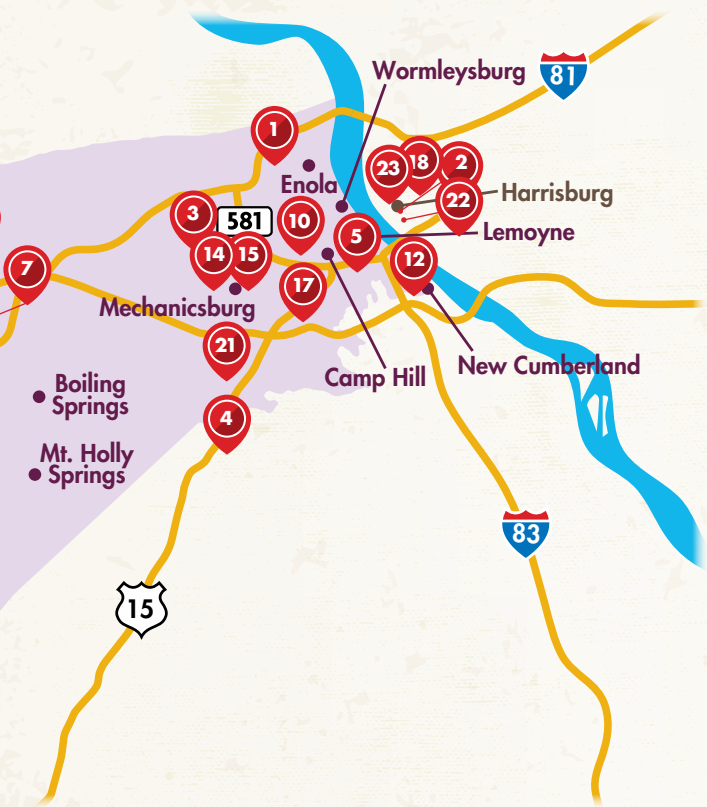 Wormleysburg
81
1
23
18
2
Enola
Harrisburg
22
3
581
10
5
Lemoyne
14
15
12
7
17
Mechanicsburg
21
Camp Hill
New Cumberland
Boiling
Springs
4
Mt. Holly
Springs
83
15